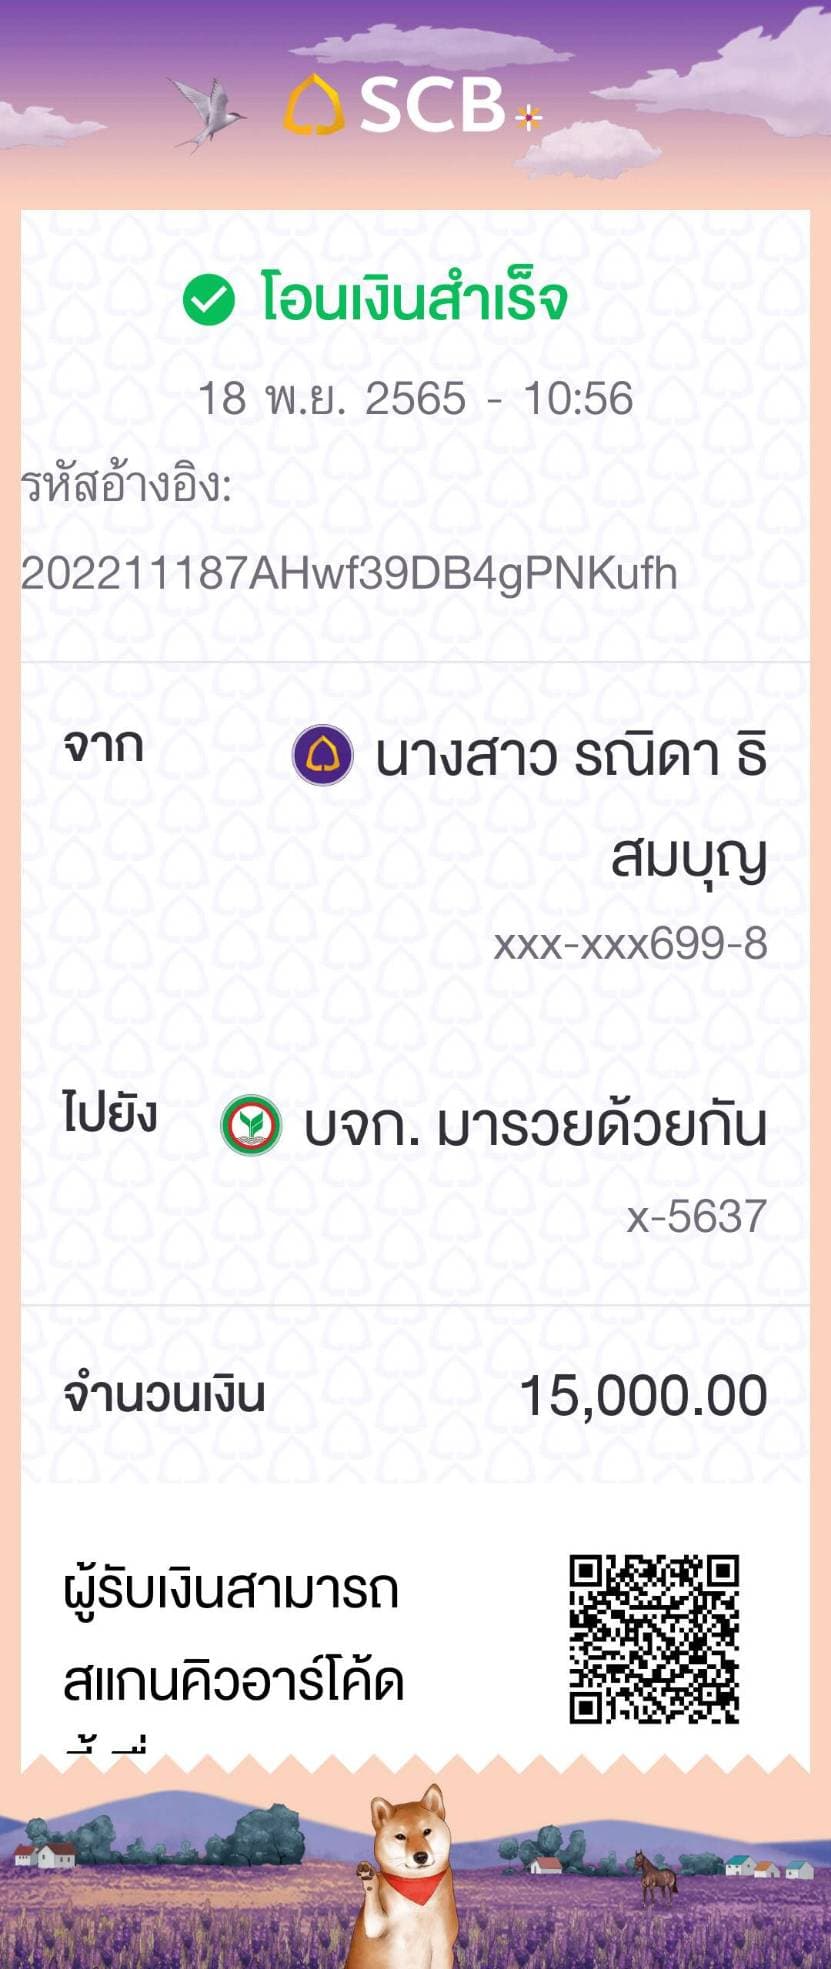 SCB
โอนเงินสำเร็จ
18 พ.ย. 2565 - 10:56
รหัสอ้างอิง:
202211187AHwf39DB4gPNKufh
จาก
นางสาว รณิดา ธิ
สมบุญ
xxx-xxx699-8
ไปยัง
บจก. มารวยด้วยกัน
x-5637
จำนวนเงิน
15,000.00
ผู้รับเงินสามารถ
สแกนคิวอาร์โค้ด